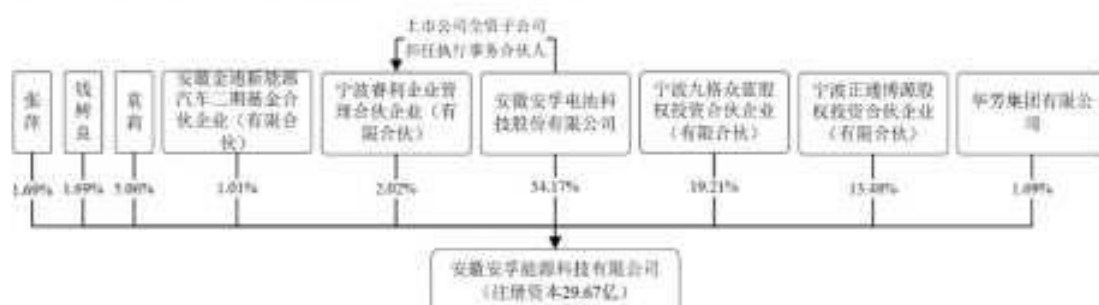 上市公司全资子公司
担任执行事务合伙人
张
萍
钱
树
良
袁
莉
安徽金通新能源
汽车二期基金合
伙企业（有限合
伙）
宁波睿利企业管
理合伙企业（有
限合伙）
安徽安孚电池科
技股份有限公司
宁波九格众蓝股
权投资合伙企业
（有限合伙）
宁波正通博源股
权投资合伙企业
（有限合伙）
华芳集团有限公
司
1.69%
1.69%
5.06%
1.01%
2.02%
54.17%
19.21%
13.48%
1.69%
安徽安孚能源科技有限公司
（注册资本29.67亿）